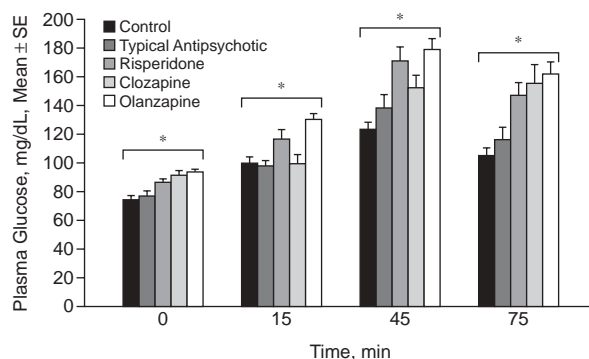 Plasma Glucose, mg/dL, Mean ± SE
200
180
160
140
120
100
80
60
40
20
0
Control
Typical Antipsychotic
Risperidone
Clozapine
Olanzapine
*
*
*
*
0 15 45 75
Time, min